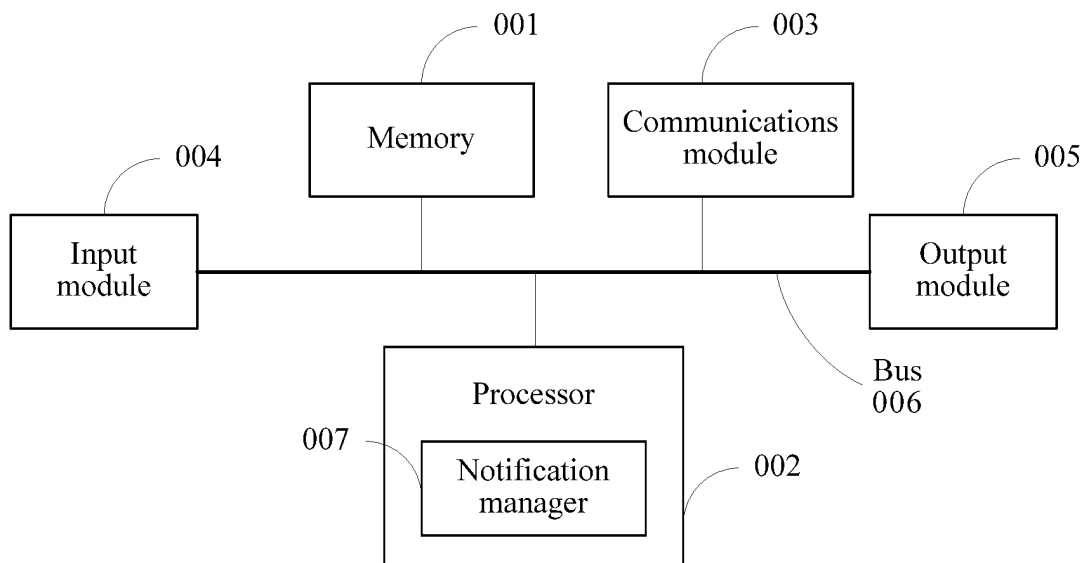 001
003
Memory
Communications
module
004
005
Input
module
Output
module
Bus
006
Processor
007
002
Notification
manager